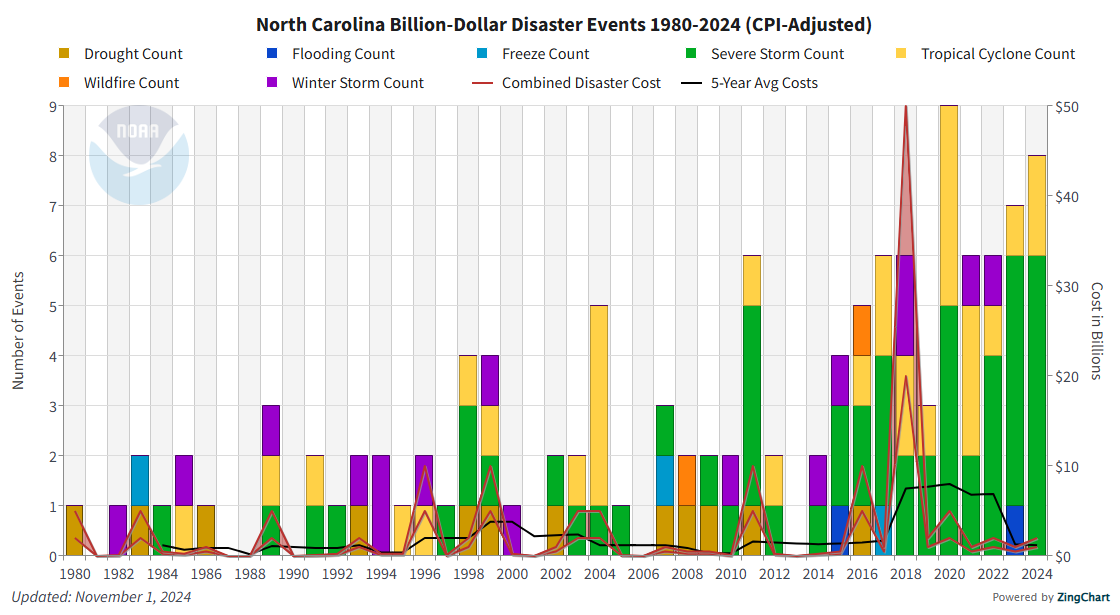 North Carolina Billion-Dollar Disaster Events 1980-2024 (CPI-Adjusted)
Drought Count Flooding Count Freeze Count Severe Storm Count Tropical Cyclone Count
Wildfire Count Winter Storm Count Combined Disaster Cost 5-Year Avg Costs
NOAA
Number of Events
9
8
7
6
5
4
3
2
1
0
$50
$40
$30
$20
$10
$0
Cost in Billions
1980 1982 1984 1986 1988 1990 1992 1994 1996 1998 2000 2002 2004 2006 2008 2010 2012 2014 2016 2018 2020 2022 2024
Updated: November 1, 2024
Powered by ZingChart